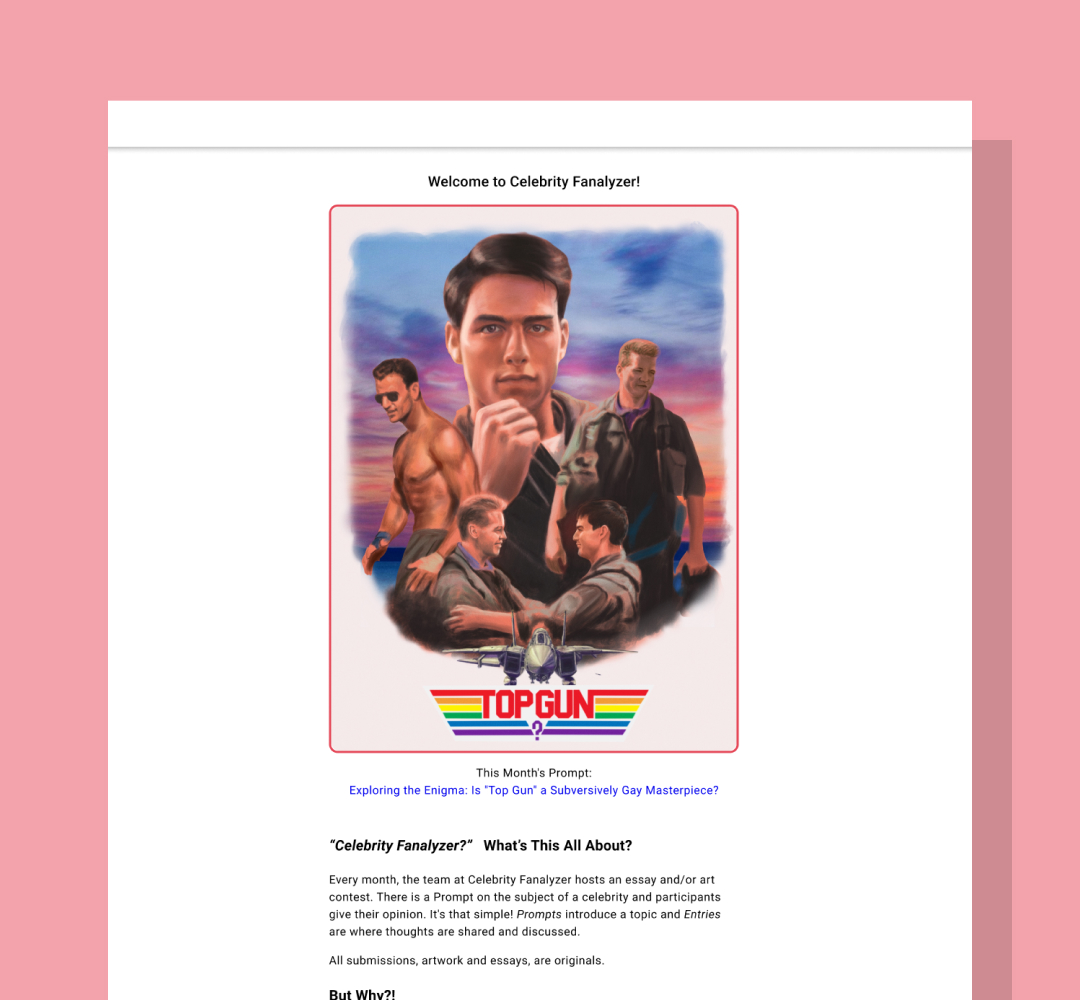 Welcome to Celebrity Fanalyzer!
TOPGUN
?
This Month's Prompt:
Exploring the Enigma: Is "Top Gun" a Subversively Gay Masterpiece?
“Celebrity Fanalyzer?” What’s This All About?
Every month, the team at Celebrity Fanalyzer hosts an essay and/or art
contest. There is a Prompt on the subject of a celebrity and participants
give their opinion. It's that simple! Prompts introduce a topic and Entries
are where thoughts are shared and discussed.
All submissions, artwork and essays, are originals.
But Why?!